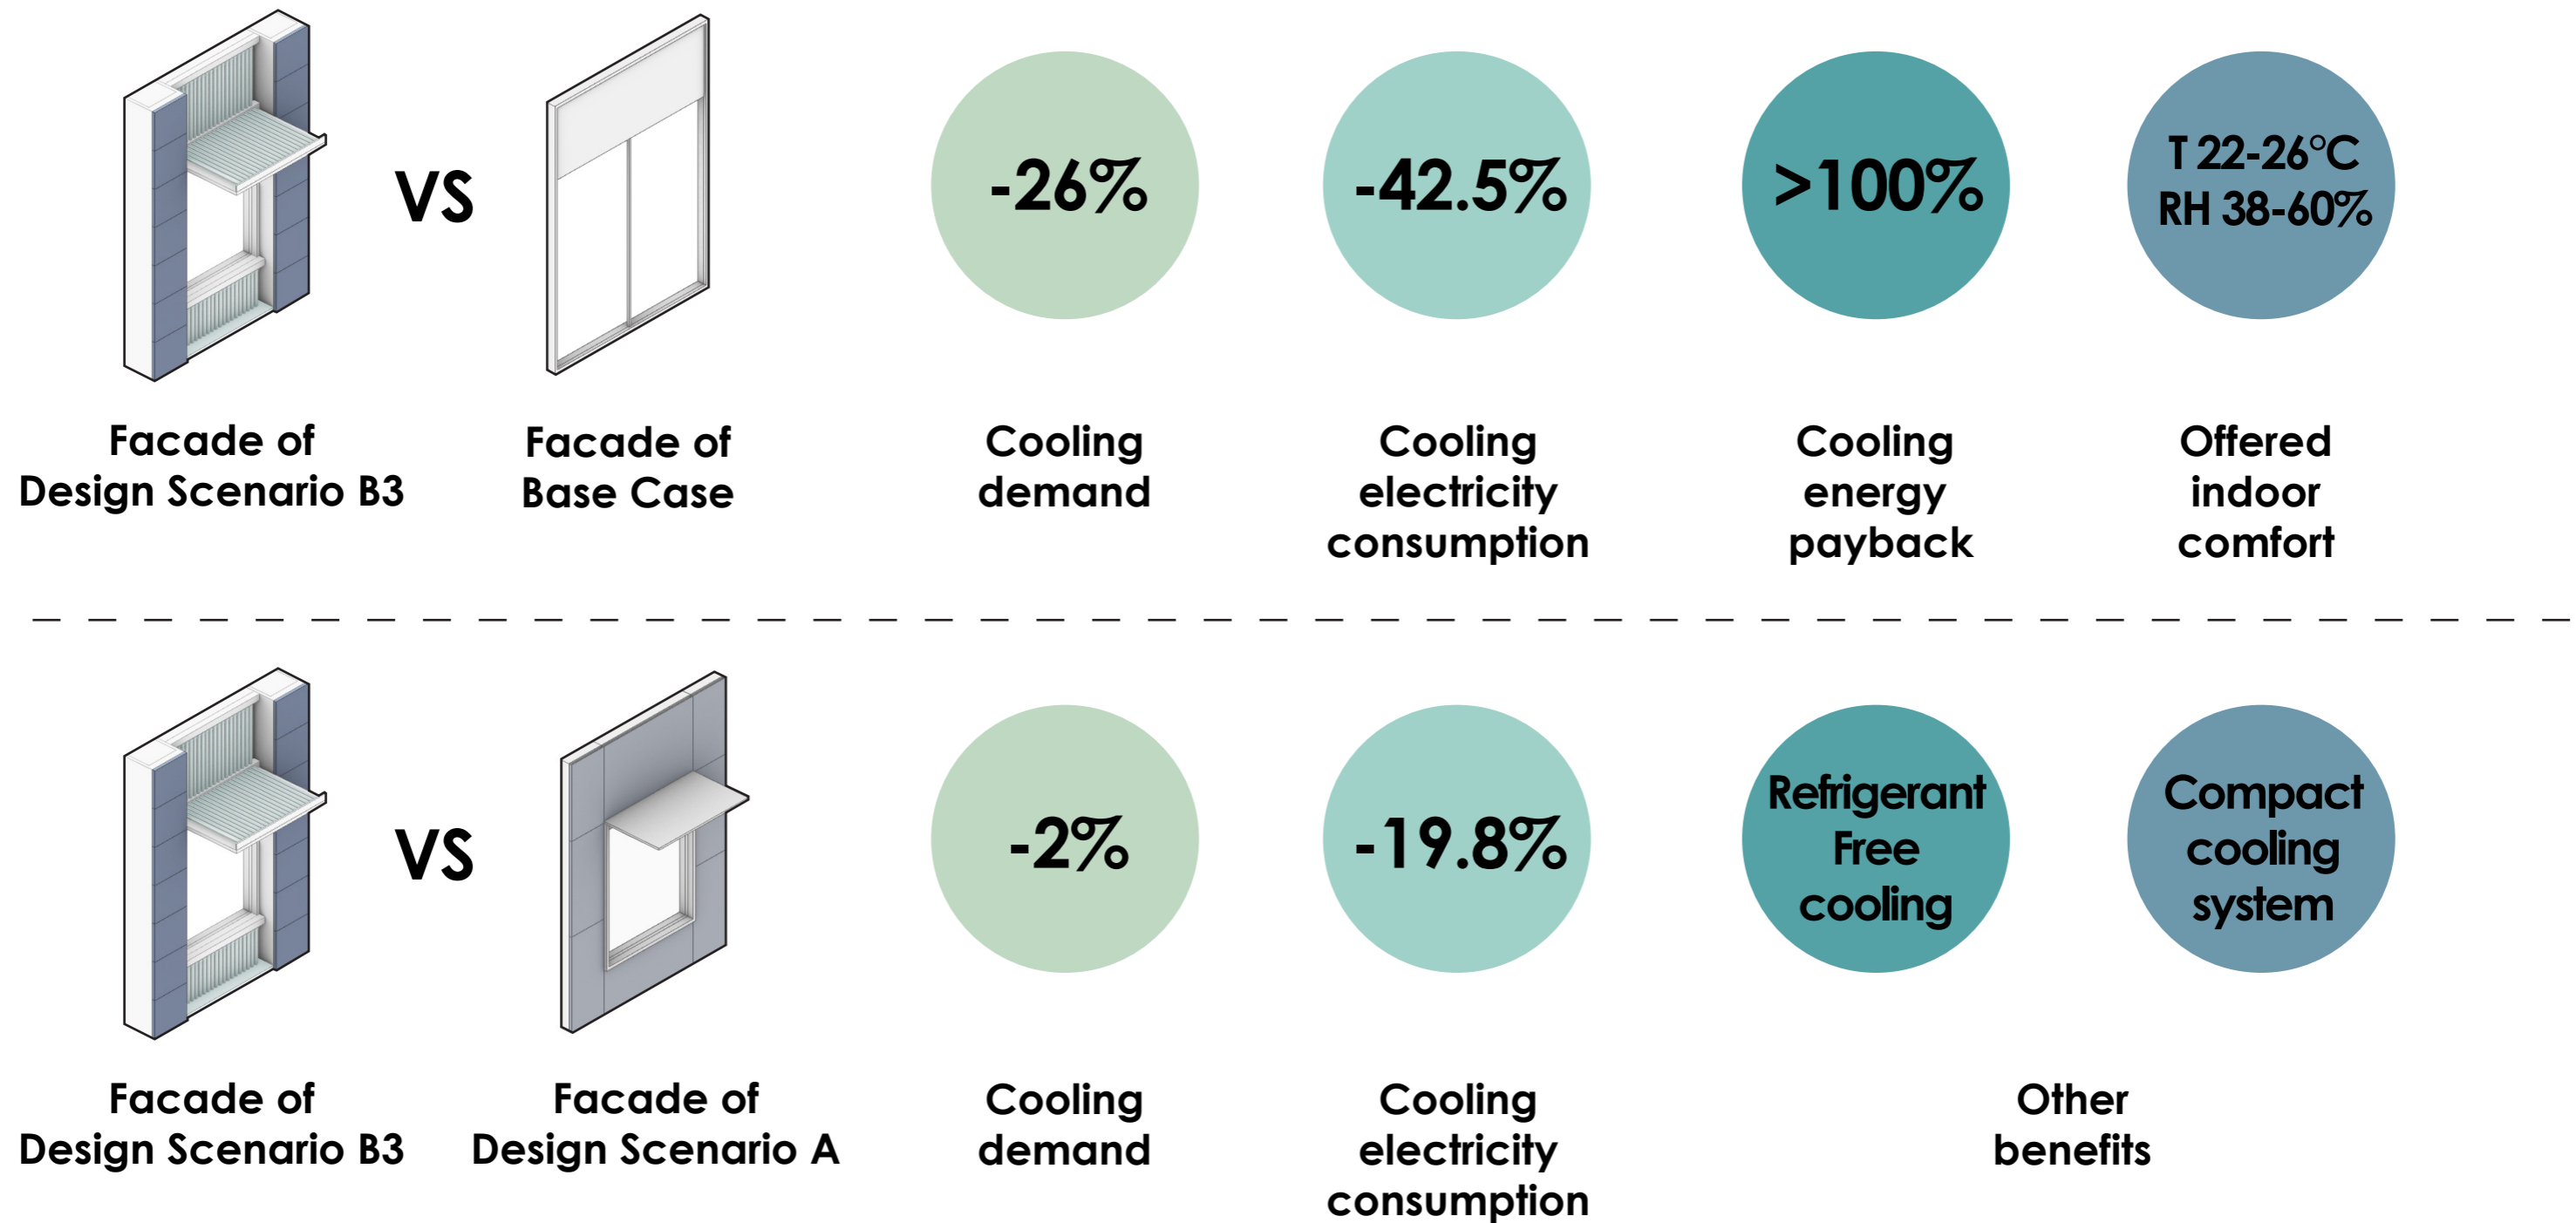 VS
-26%
-42.5%
>100%
T 22-26°C
RH 38-60%
Facade of
Design Scenario B3
Facade of
Base Case
Cooling
demand
Cooling
electricity
consumption
Cooling
energy
payback
Offered
indoor
comfort
VS
-2%
-19.8%
Refrigerant
Free
cooling
Compact
cooling
system
Facade of
Design Scenario B3
Facade of
Design Scenario A
Cooling
demand
Cooling
electricity
consumption
Other
benefits